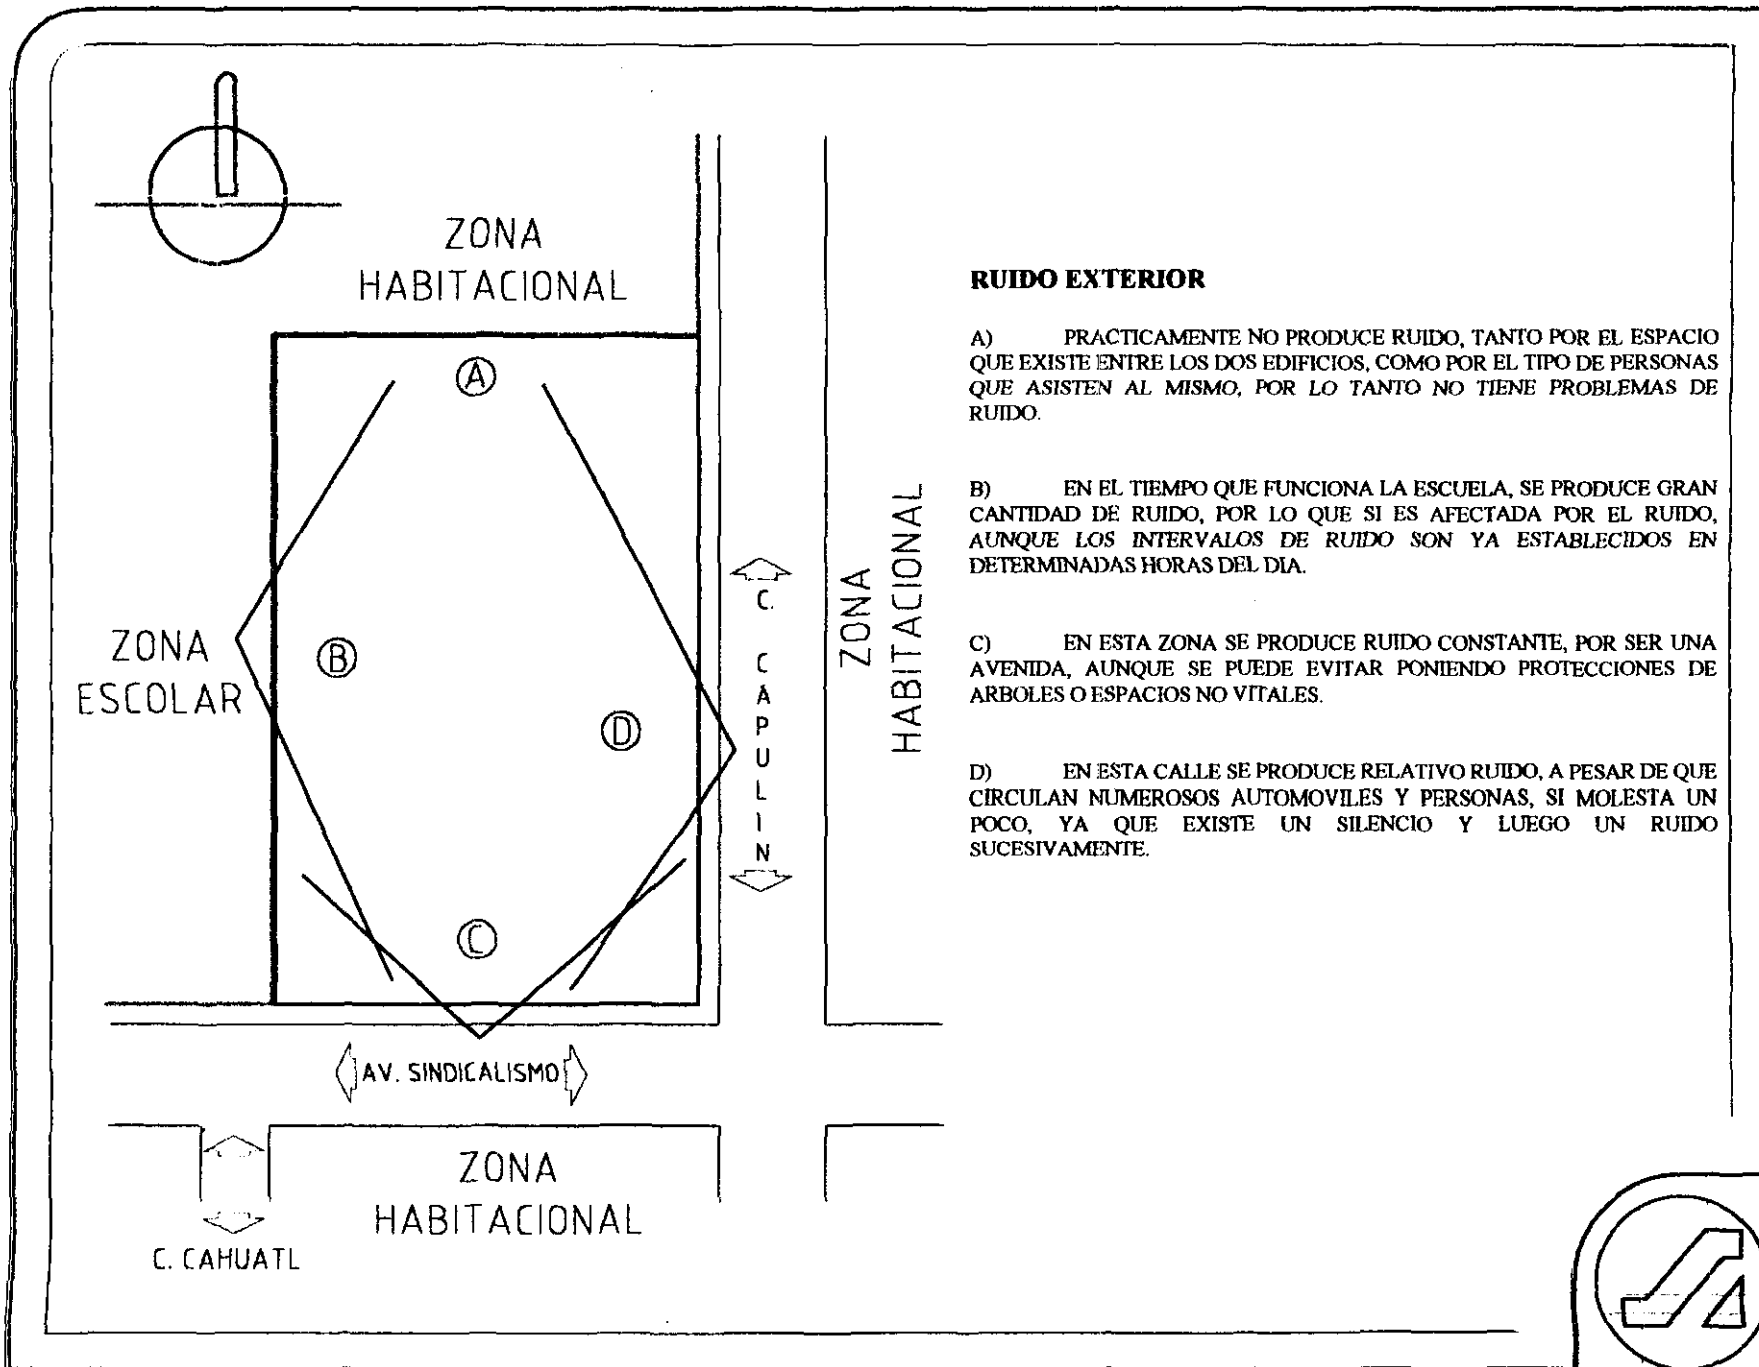 ZONA
HABITACIONAL
A
ZONA
ESCOLAR
B
C
D
C. CAPULIN
ZONA
HABITACIONAL
AV. SINDICALISMO
ZONA
HABITACIONAL
C. CAHUATL
RUIDO EXTERIOR
A) PRACTICAMENTE NO PRODUCE RUIDO, TANTO POR EL ESPACIO
QUE EXISTE ENTRE LOS DOS EDIFICIOS, COMO POR EL TIPO DE PERSONAS
QUE ASISTEN AL MISMO, POR LO TANTO NO TIENE PROBLEMAS DE
RUIDO.
B) EN EL TIEMPO QUE FUNCIONA LA ESCUELA, SE PRODUCE GRAN
CANTIDAD DE RUIDO, POR LO QUE SI ES AFECTADA POR EL RUIDO,
AUNQUE LOS INTERVALOS DE RUIDO SON YA ESTABLECIDOS EN
DETERMINADAS HORAS DEL DIA.
C) EN ESTA ZONA SE PRODUCE RUIDO CONSTANTE, POR SER UNA
AVENIDA, AUNQUE SE PUEDE EVITAR PONIENDO PROTECCIONES DE
ARBOLES O ESPACIOS NO VITALES.
D) EN ESTA CALLE SE PRODUCE RELATIVO RUIDO, A PESAR DE QUE
CIRCULAN NUMEROSOS AUTOMOVILES Y PERSONAS, SI MOLESTA UN
POCO, YA QUE EXISTE UN SILENCIO Y LUEGO UN RUIDO
SUCESIVAMENTE.